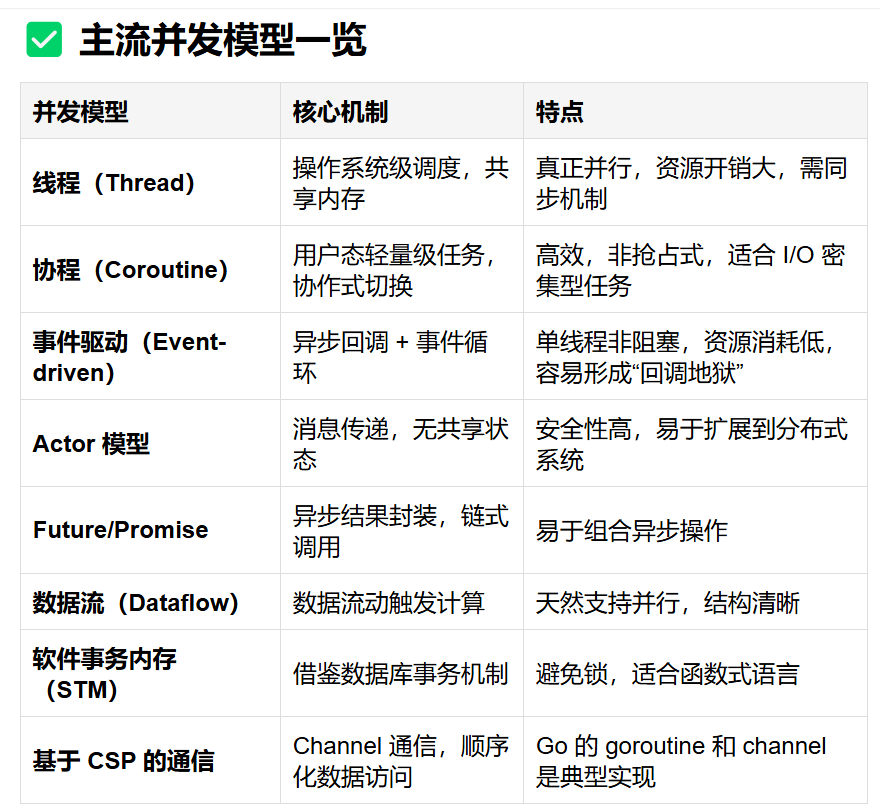 ✅ 主流并发模型一览
并发模型 核心机制 特点
线程（Thread） 操作系统级调度，共 真正并行，资源开销大，需同
享内存 步机制
协程（Coroutine） 用户态轻量级任务， 高效，非抢占式，适合 I/O 密
协作式切换 集型任务
事件驱动（Event- 异步回调 + 事件循 单线程非阻塞，资源消耗低，
driven） 环 容易形成“回调地狱”
Actor 模型 消息传递，无共享状 安全性高，易于扩展到分布式
态 系统
Future/Promise 异步结果封装，链式 易于组合异步操作
调用
数据流（Dataflow） 数据流动触发计算 天然支持并行，结构清晰
软件事务内存 借鉴数据库事务机制 避免锁，适合函数式语言
（STM）
基于 CSP 的通信 Channel 通信，顺序 Go 的 goroutine 和 channel
化数据访问 是典型实现